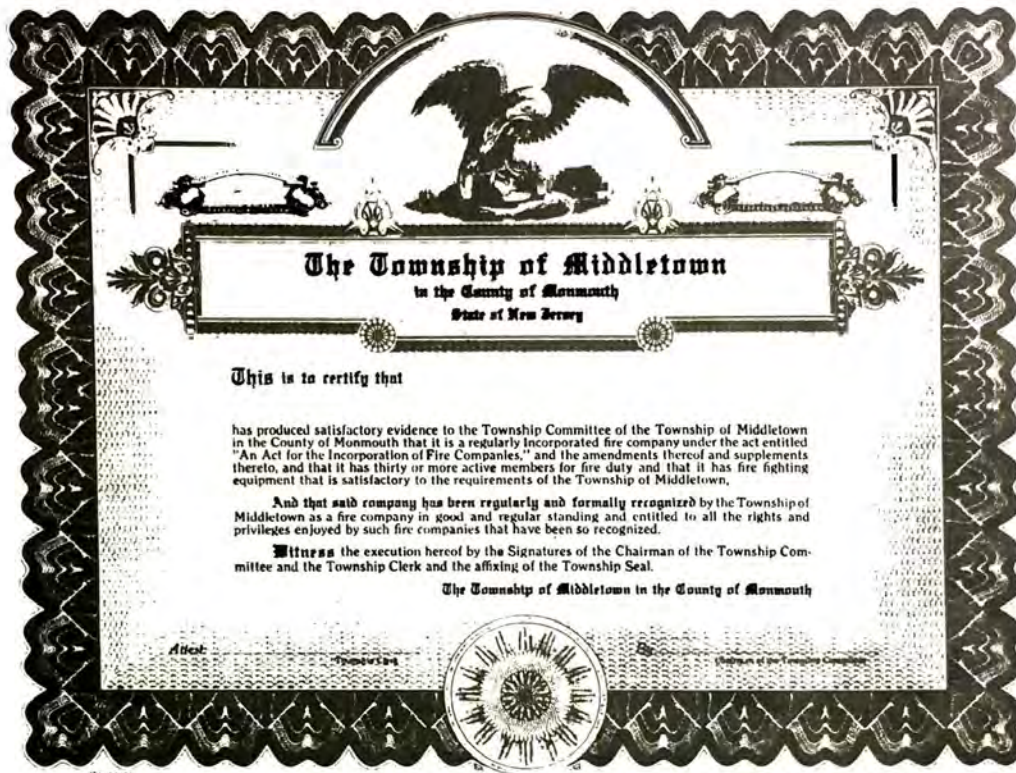 The Township of Middletown
in the County of Monmouth
State of New Jersey
This is to certify that
has produced satisfactory evidence to the Township Committee of the Township of Middletown
in the County of Monmouth that it is a regularly Incorporated fire company under the act entitled
"An Act for the Incorporation of Fire Companies," and the amendments thereof and supplements
thereto, and that it has thirty or more active members for fire duty and that it has fire fighting
equipment that is satisfactory to the requirements of the Township of Middletown,
And that said company has been regularly and formally recognized by the Township of
Middletown as a fire company in good and regular standing and entitled to all the rights and
privileges enjoyed by such fire companies that have been so recognized.
Witness the execution hereof by the Signatures of the Chairman of the Township Com-
mittee and the Township Clerk and the affixing of the Township Seal.
The Township of Middletown in the County of Monmouth
Attest: By
Township Clerk Chairman of the Township Committee